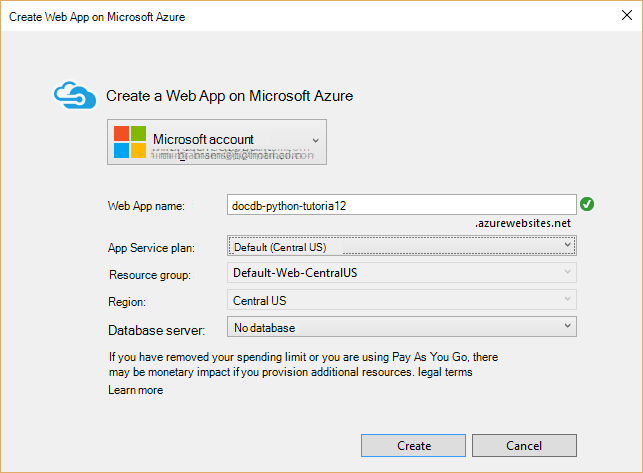 Create Web App on Microsoft Azure
Create a Web App on Microsoft Azure
Microsoft account
Web App name:
docdb-python-tutoria12
.azurewebsites.net
App Service plan:
Default (Central US)
Resource group:
Default-Web-CentralUS
Region:
Central US
Database server:
No database
If you have removed your spending limit or you are using Pay As You Go, there
may be monetary impact if you provision additional resources. legal terms
Learn more
Create
Cancel